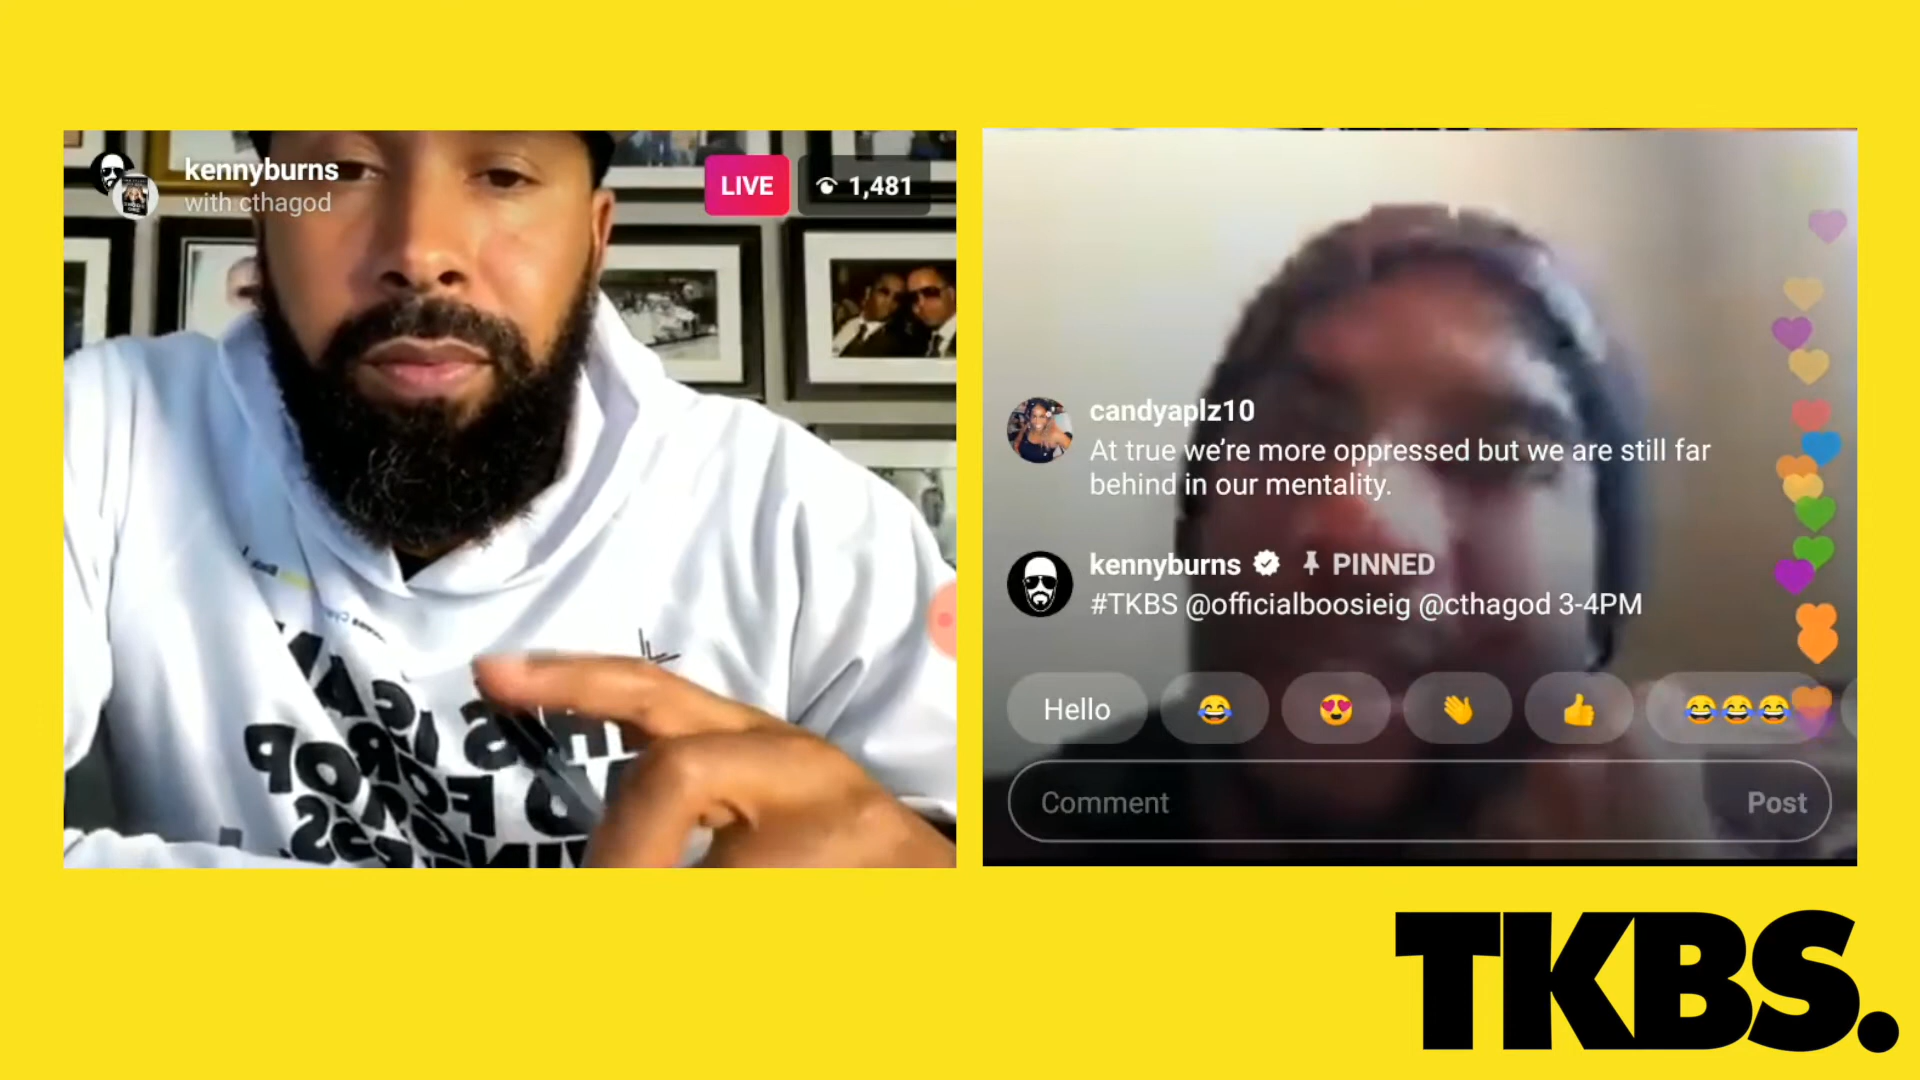 kennyburns
with cthagod
LIVE
1,481
candyaplz10
At true we're more oppressed but we are still far
behind in our mentality.
kennyburns PINNED
#TKBS @officialboosieig @cthagod 3-4PM
Hello
Comment
Post
TKBS.